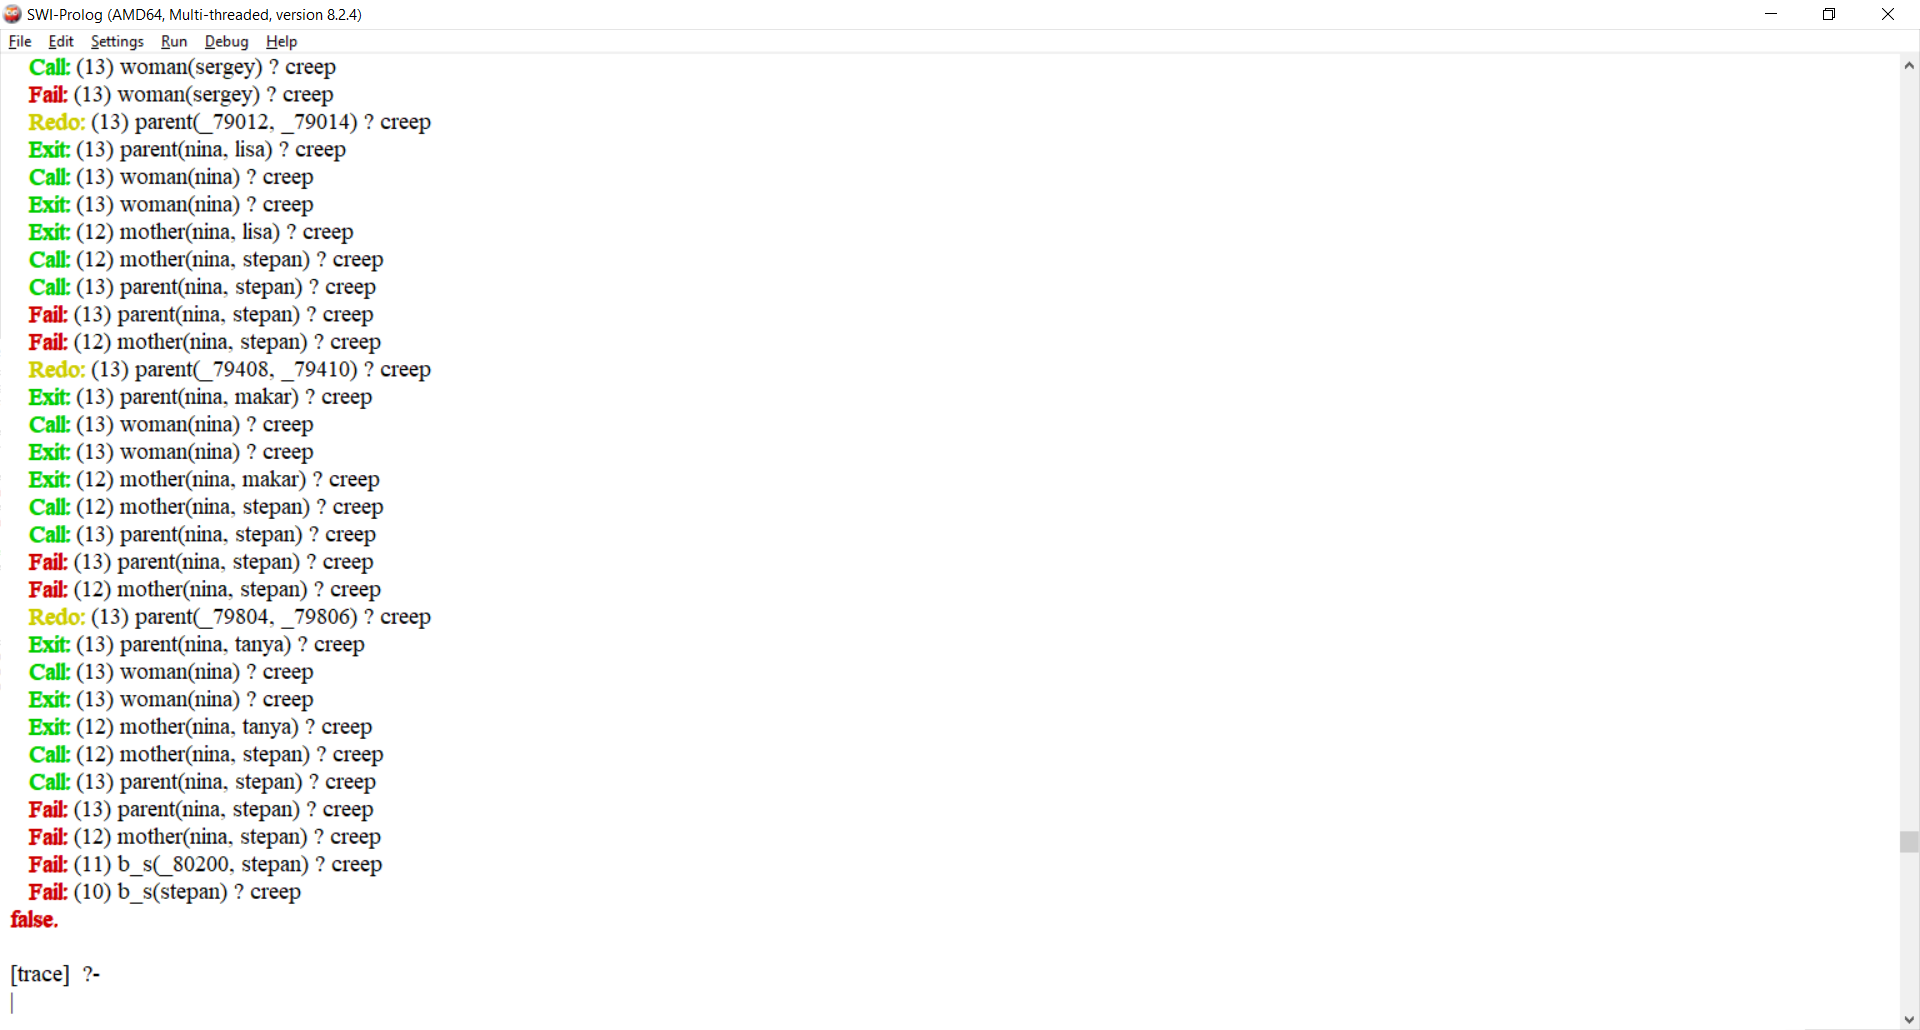 SWI-Prolog (AMD64, Multi-threaded, version 8.2.4)
File Edit Settings Run Debug Help
Call: (13) woman(sergey) ? creep
Fail: (13) woman(sergey) ? creep
Redo: (13) parent(_79012, _79014) ? creep
Exit: (13) parent(nina, lisa) ? creep
Call: (13) woman(nina) ? creep
Exit: (13) woman(nina) ? creep
Exit: (12) mother(nina, lisa) ? creep
Call: (12) mother(nina, stepan) ? creep
Call: (13) parent(nina, stepan) ? creep
Fail: (13) parent(nina, stepan) ? creep
Fail: (12) mother(nina, stepan) ? creep
Redo: (13) parent(_79408, _79410) ? creep
Exit: (13) parent(nina, makar) ? creep
Call: (13) woman(nina) ? creep
Exit: (13) woman(nina) ? creep
Exit: (12) mother(nina, makar) ? creep
Call: (12) mother(nina, stepan) ? creep
Call: (13) parent(nina, stepan) ? creep
Fail: (13) parent(nina, stepan) ? creep
Fail: (12) mother(nina, stepan) ? creep
Redo: (13) parent(_79804, _79806) ? creep
Exit: (13) parent(nina, tanya) ? creep
Call: (13) woman(nina) ? creep
Exit: (13) woman(nina) ? creep
Exit: (12) mother(nina, tanya) ? creep
Call: (12) mother(nina, stepan) ? creep
Call: (13) parent(nina, stepan) ? creep
Fail: (13) parent(nina, stepan) ? creep
Fail: (12) mother(nina, stepan) ? creep
Fail: (11) b_s(_80200, stepan) ? creep
Fail: (10) b_s(stepan) ? creep
false.
[trace]  ?-